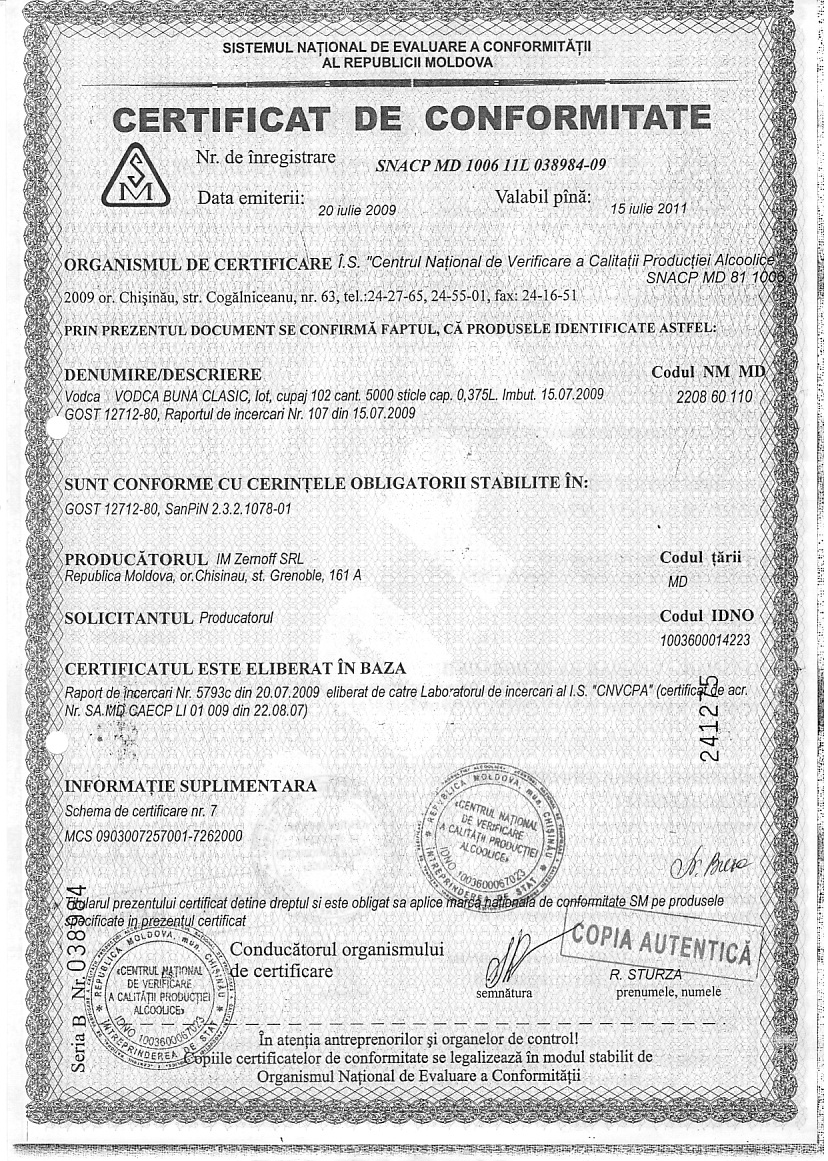 SISTEMUL NAȚIONAL DE EVALUARE A CONFORMITĂȚII
AL REPUBLICII MOLDOVA
CERTIFICAT DE CONFORMITATE
SVM
Nr. de înregistrare SNACP MD 1006 11L 038984-09
Data emiterii: 20 iulie 2009 Valabil pînă: 15 iulie 2011
ORGANISMUL DE CERTIFICARE Î.S. "Centrul Național de Verificare a Calitații Producției Alcoolice"
SNACP MD 81 1006
2009 or. Chişinău, str. Cogălniceanu, nr. 63, tel.:24-27-65, 24-55-01, fax: 24-16-51
PRIN PREZENTUL DOCUMENT SE CONFIRMĂ FAPTUL, CĂ PRODUSELE IDENTIFICATE ASTFEL:
DENUMIRE/DESCRIERE Codul NM MD
Vodca VODCA BUNA CLASIC, lot, cupaj 102 cant. 5000 sticle cap. 0,375L. Imbut. 15.07.2009 2208 60 110
GOST 12712-80, Raportul de incercari Nr. 107 din 15.07.2009
SUNT CONFORME CU CERINȚELE OBLIGATORII STABILITE ÎN:
GOST 12712-80, SanPiN 2.3.2.1078-01
PRODUCĂTORUL IM Zernoff SRL Codul țării
Republica Moldova, or.Chisinau, st. Grenoble, 161 A MD
SOLICITANTUL Producatorul Codul IDNO
1003600014223
CERTIFICATUL ESTE ELIBERAT ÎN BAZA
Raport de incercari Nr. 5793c din 20.07.2009 eliberat de catre Laboratorul de incercari al I.S. "CNVCPA" (certificat de acr.
Nr. SA.MD CAECP LI 01 009 din 22.08.07)
241275
INFORMAȚIE SUPLIMENTARA
Schema de certificare nr. 7
MCS 0903007257001-7262000
* REPUBLICA MOLDOVA, mun. CHIŞINĂU * ÎNTREPRINDEREA DE STAT
«CENTRUL NAȚIONAL
DE VERIFICARE
A CALITĂȚII PRODUCȚIEI
ALCOOLICE»
IDNO 1003600067023
Titularul prezentului certificat detine dreptul si este obligat sa aplice marca nationala de conformitate SM pe produsele
specificate in prezentul certificat
COPIA AUTENTICĂ
Conducătorul organismului
de certificare
R. STURZA
semnătura prenumele, numele
Seria B Nr. 038984
* REPUBLICA MOLDOVA, mun. CHIŞINĂU * ÎNTREPRINDEREA DE STAT
«CENTRUL NAȚIONAL
DE VERIFICARE
A CALITĂȚII PRODUCȚIEI
ALCOOLICE»
IDNO 1003600067023
În atenția antreprenorilor şi organelor de control!
Copiile certificatelor de conformitate se legalizează în modul stabilit de
Organismul Național de Evaluare a Conformității